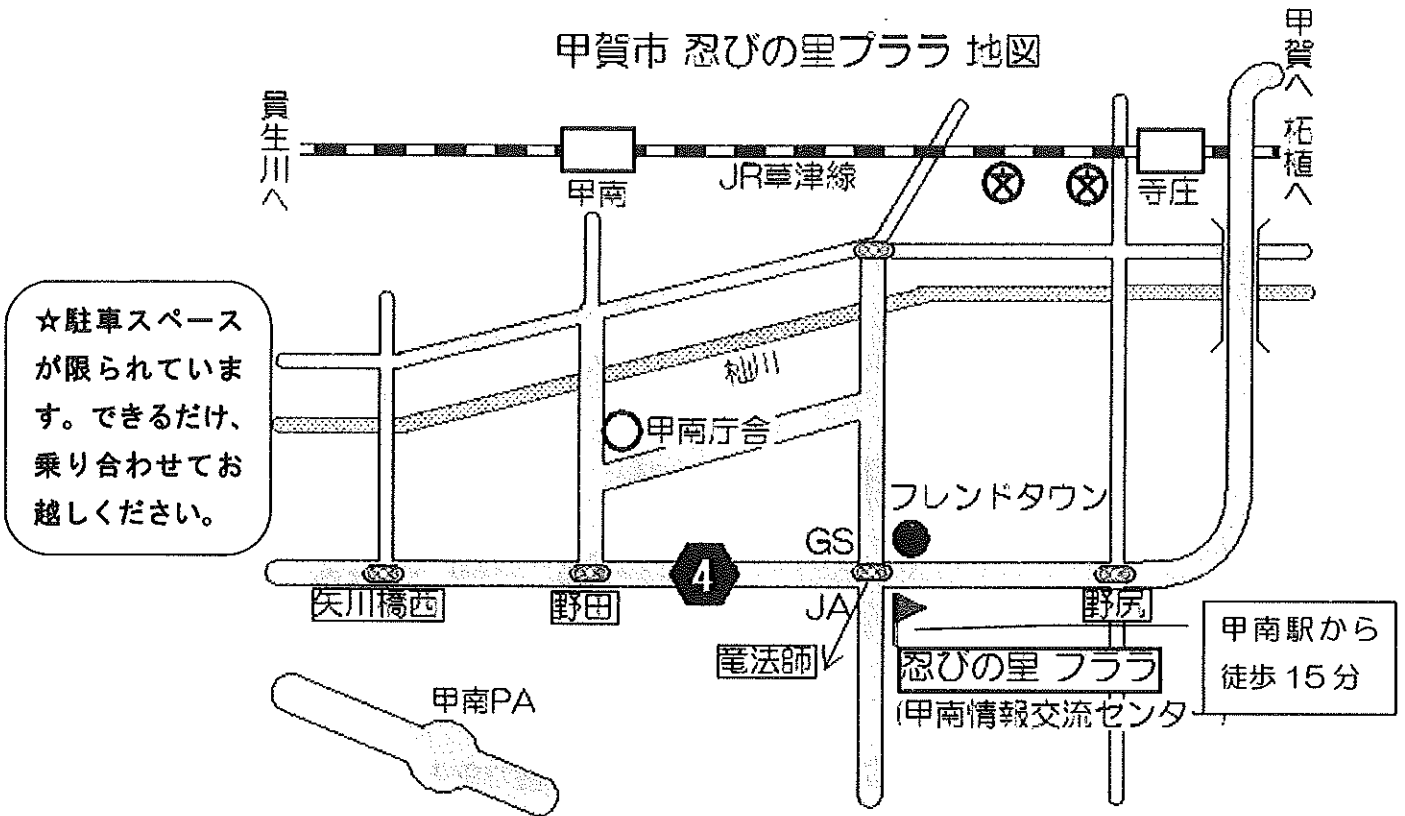 甲賀市 忍びの里プララ 地図
甲賀へ
貴生川へ
柘植へ
甲南
JR草津線
寺庄
☆駐車スペース
が限られていま
す。できるだけ、
乗り合わせてお
越しください。
杣川
甲南庁舎
フレンドタウン
GS
4
矢川橋西
野田
JA
野尻
竜法師
忍びの里 プララ
(甲南情報交流センター)
甲南駅から
徒歩15分
甲南PA